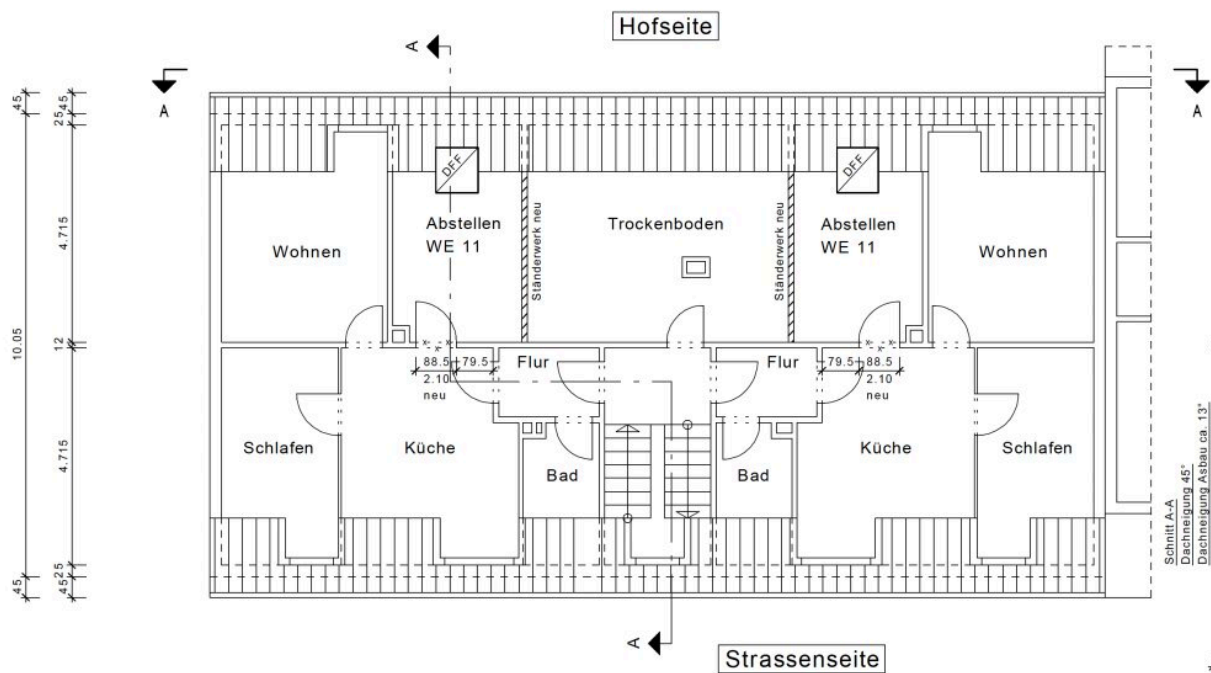 Hofseite
A
A
A
45
25 45
DFF
DFF
Abstellen
WE 11
Trockenboden
Abstellen
WE 11
Wohnen
Wohnen
Ständerwerk neu
Ständerwerk neu
4.715
10.05
12
Flur
Flur
88.5 79.5
2.10
neu
79.5 88.5
2.10
neu
4.715
Schlafen
Küche
Bad
Bad
Küche
Schlafen
Schnitt A-A
Dachneigung 45°
Dachneigung Asbau ca. 13°
45
45 25
A
Strassenseite